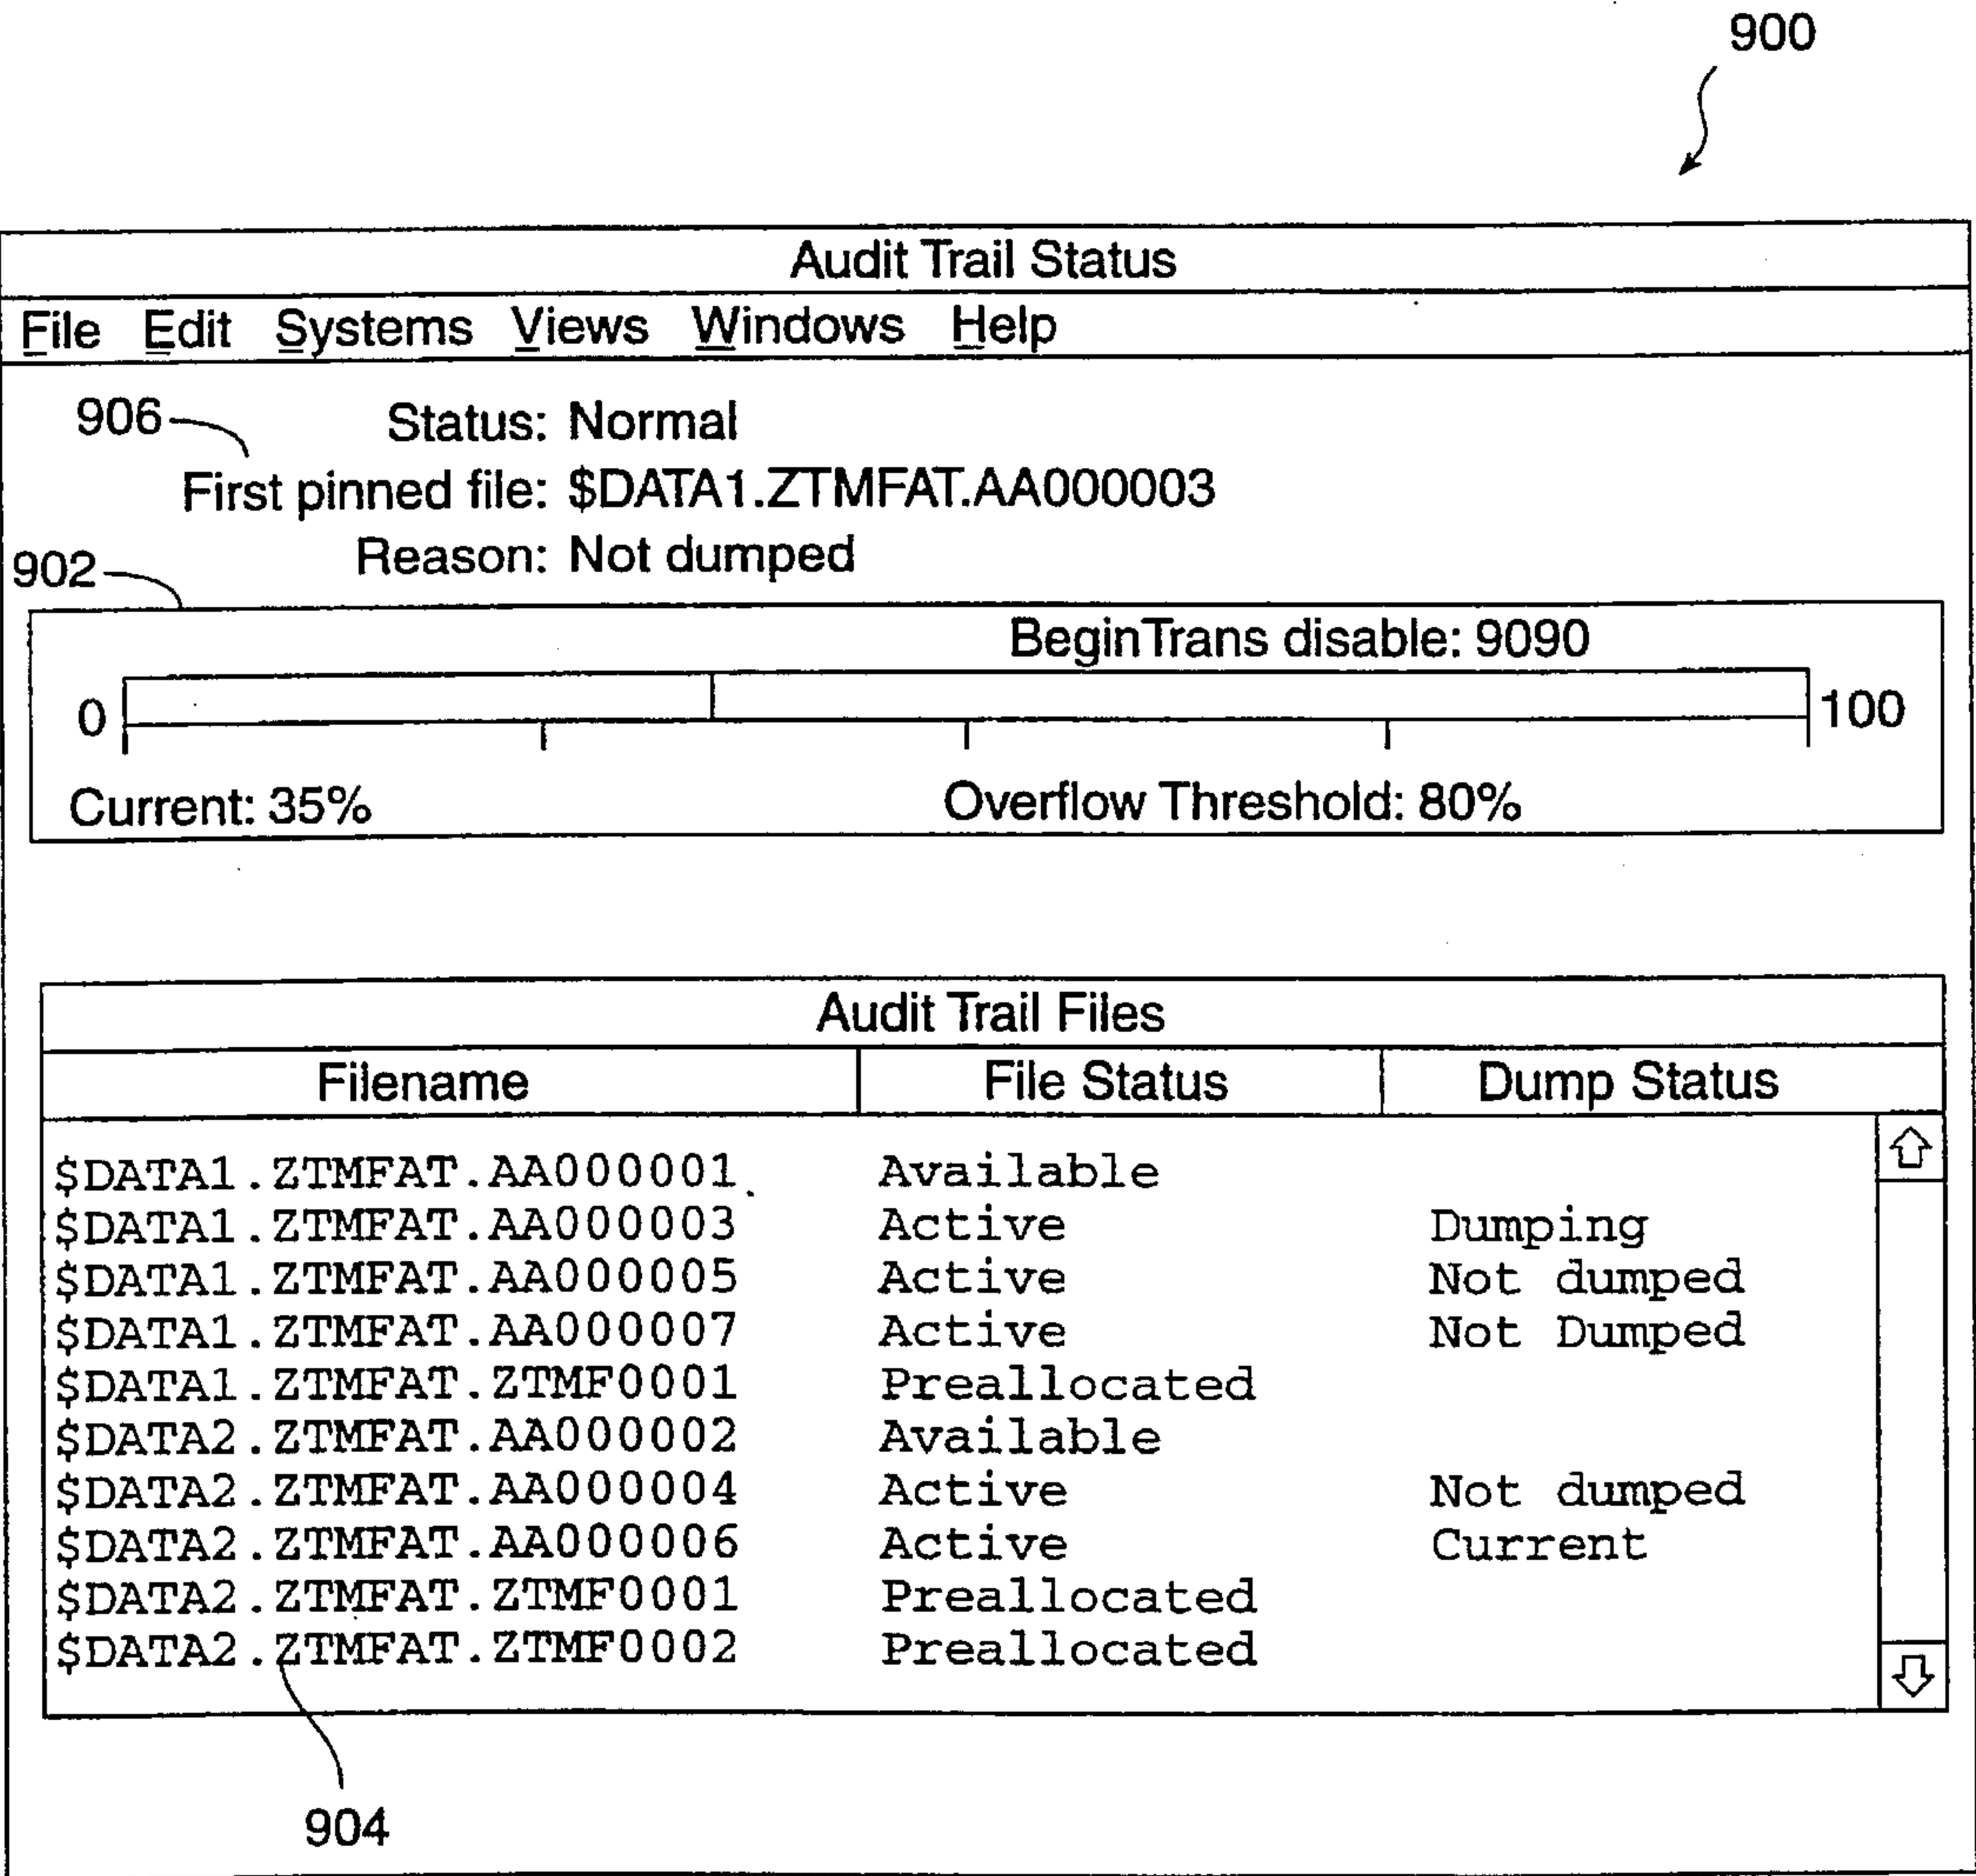 900
Audit Trail Status
File Edit Systems Views Windows Help
906 Status: Normal
First pinned file: $DATA1.ZTMFAT.AA000003
902 Reason: Not dumped
BeginTrans disable: 9090
0 100
Current: 35% Overflow Threshold: 80%
Audit Trail Files
Filename File Status Dump Status
$DATA1.ZTMFAT.AA000001 Available
$DATA1.ZTMFAT.AA000003 Active Dumping
$DATA1.ZTMFAT.AA000005 Active Not dumped
$DATA1.ZTMFAT.AA000007 Active Not Dumped
$DATA1.ZTMFAT.ZTMF0001 Preallocated
$DATA2.ZTMFAT.AA000002 Available
$DATA2.ZTMFAT.AA000004 Active Not dumped
$DATA2.ZTMFAT.AA000006 Active Current
$DATA2.ZTMFAT.ZTMF0001 Preallocated
$DATA2.ZTMFAT.ZTMF0002 Preallocated
904